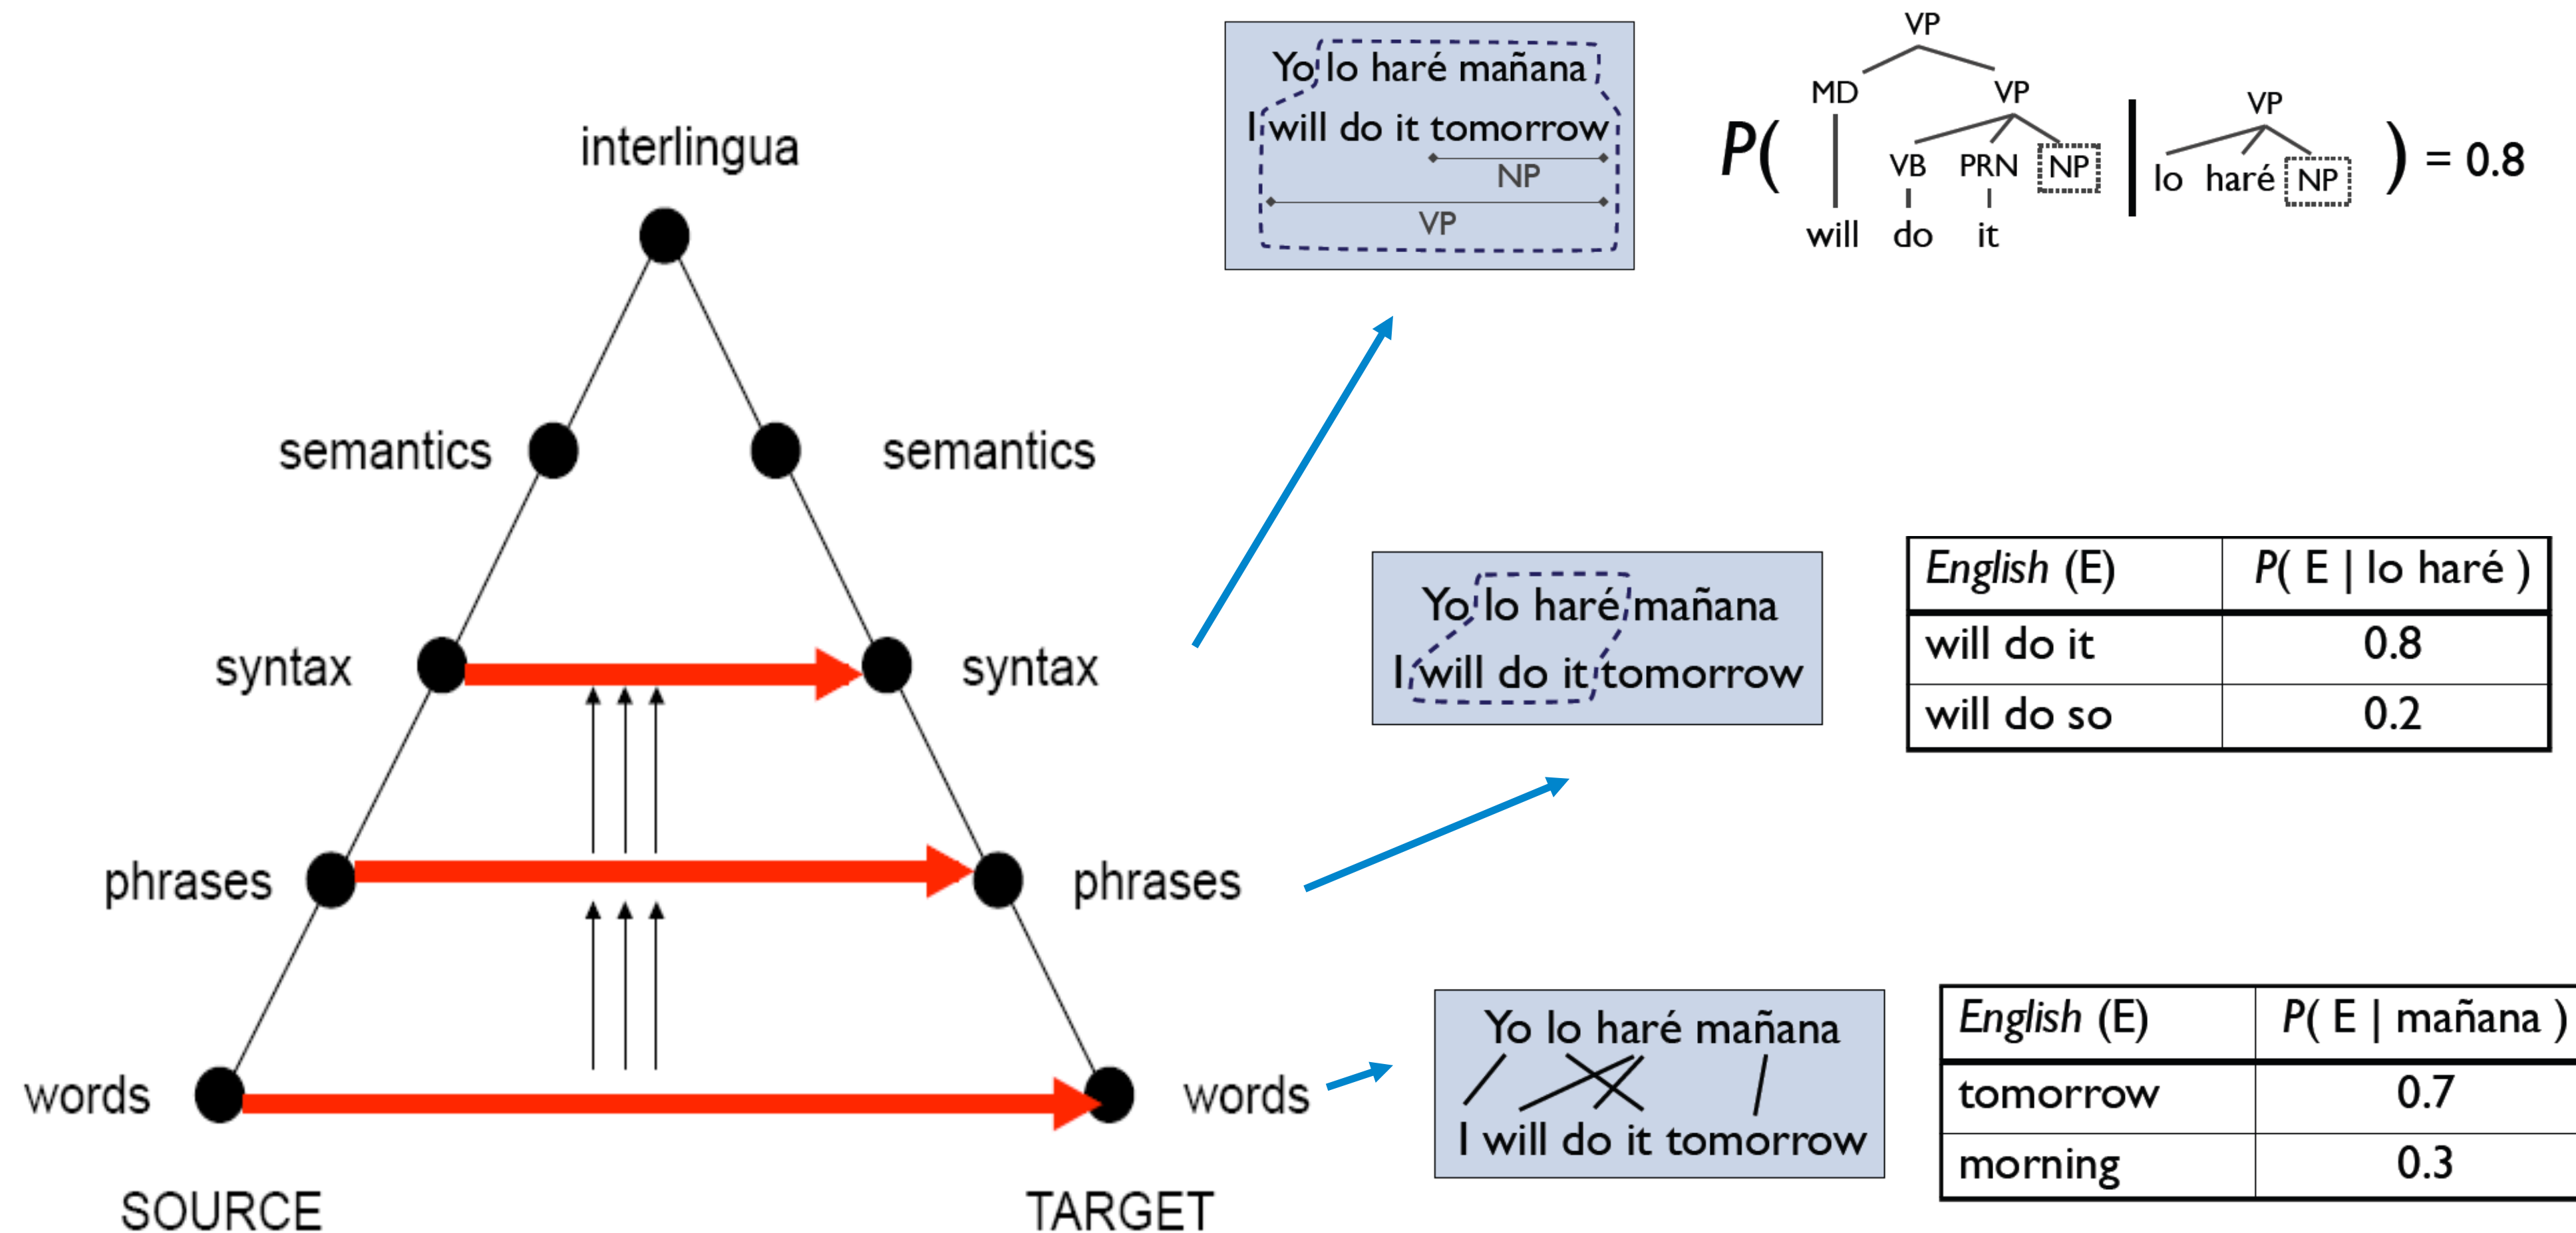 interlingua
semantics
semantics
syntax
syntax
phrases
phrases
words
words
SOURCE
TARGET
Yo lo haré mañana
I will do it tomorrow
NP
VP
VP
MD
VP
VB PRN NP
will do it
P( | ) = 0.8
VP
lo haré NP
Yo lo haré mañana
I will do it tomorrow
English (E) P( E | lo haré )
will do it 0.8
will do so 0.2
Yo lo haré mañana
I will do it tomorrow
English (E) P( E | mañana )
tomorrow 0.7
morning 0.3